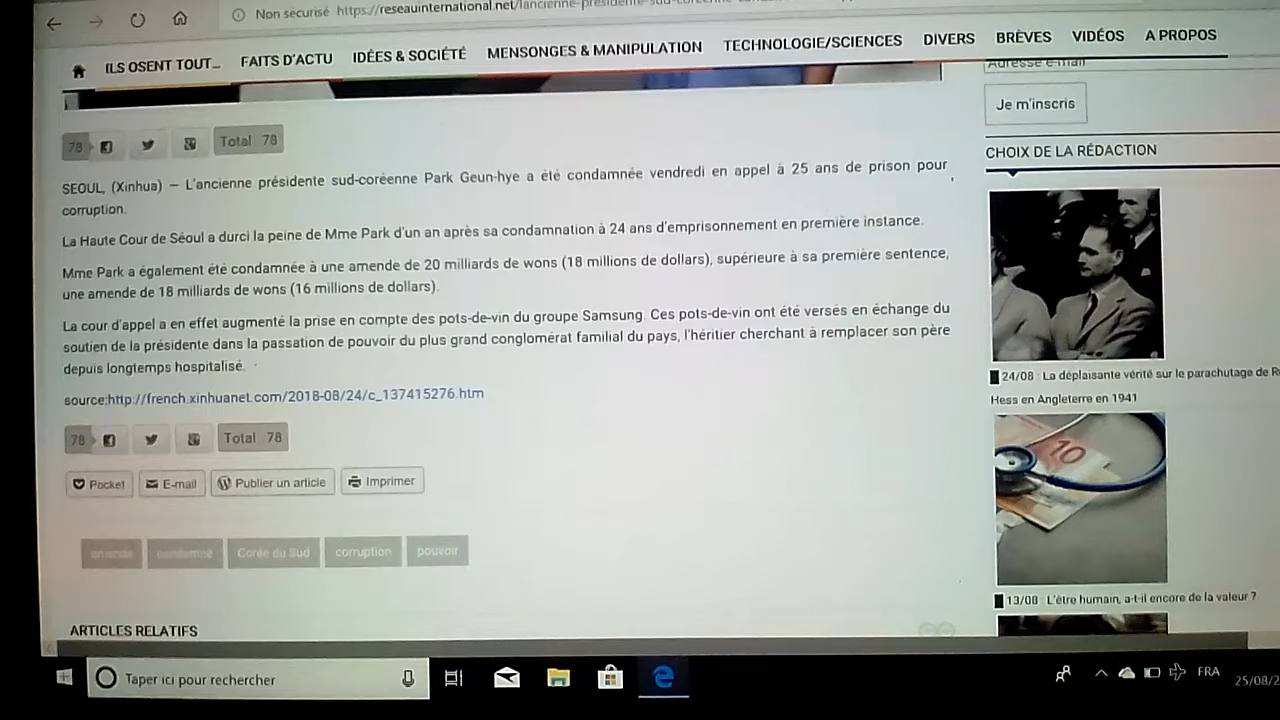 Non sécurisé https://reseauinternational.net/lancienne-presidente-sud-coreenne-
ILS OSENT TOUT... FAITS D'ACTU IDÉES & SOCIÉTÉ MENSONGES & MANIPULATION TECHNOLOGIE/SCIENCES DIVERS BRÈVES VIDÉOS A PROPOS
Adresse e-mail
Je m'inscris
78 Total 78
SEOUL, (Xinhua) — L'ancienne présidente sud-coréenne Park Geun-hye a été condamnée vendredi en appel à 25 ans de prison pour
corruption.
La Haute Cour de Séoul a durci la peine de Mme Park d'un an après sa condamnation à 24 ans d'emprisonnement en première instance.
Mme Park a également été condamnée à une amende de 20 milliards de wons (18 millions de dollars), supérieure à sa première sentence,
une amende de 18 milliards de wons (16 millions de dollars).
La cour d'appel a en effet augmenté la prise en compte des pots-de-vin du groupe Samsung. Ces pots-de-vin ont été versés en échange du
soutien de la présidente dans la passation de pouvoir du plus grand conglomérat familial du pays, l'héritier cherchant à remplacer son père
depuis longtemps hospitalisé.
source:http://french.xinhuanet.com/2018-08/24/c_137415276.htm
78 Total 78
Pocket E-mail Publier un article Imprimer
amende condamné Corée du Sud corruption pouvoir
ARTICLES RELATIFS
CHOIX DE LA RÉDACTION
24/08 La déplaisante vérité sur le parachutage de
Hess en Angleterre en 1941
10
13/08 L'être humain, a-t-il encore de la valeur ?
Taper ici pour rechercher
FRA
25/08/2